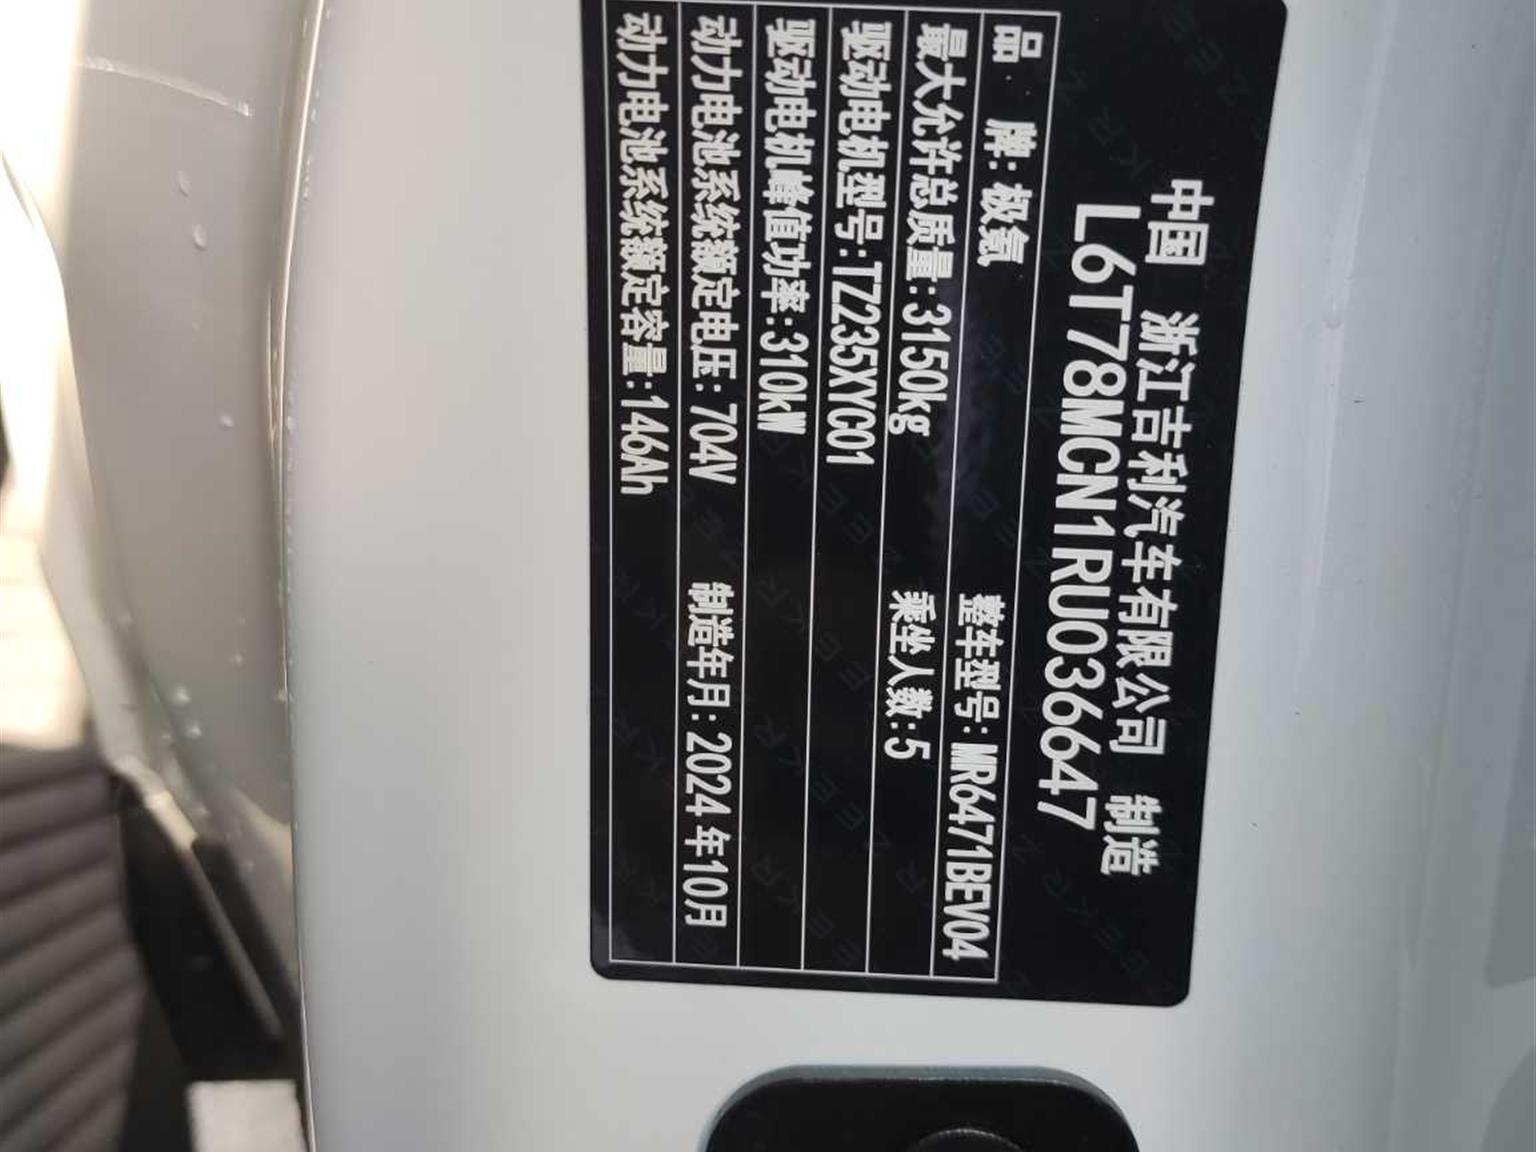 中国 浙江吉利汽车有限公司 制造
L6T78MCN1RU036647
品 牌: 极氪 整车型号: MR6471BEV04
最大允许总质量:3150kg 乘坐人数:5
驱动电机型号:TZ235XYC01
驱动电机峰值功率:310kW
动力电池系统额定电压: 704V 制造年月: 2024年10月
动力电池系统额定容量:146Ah